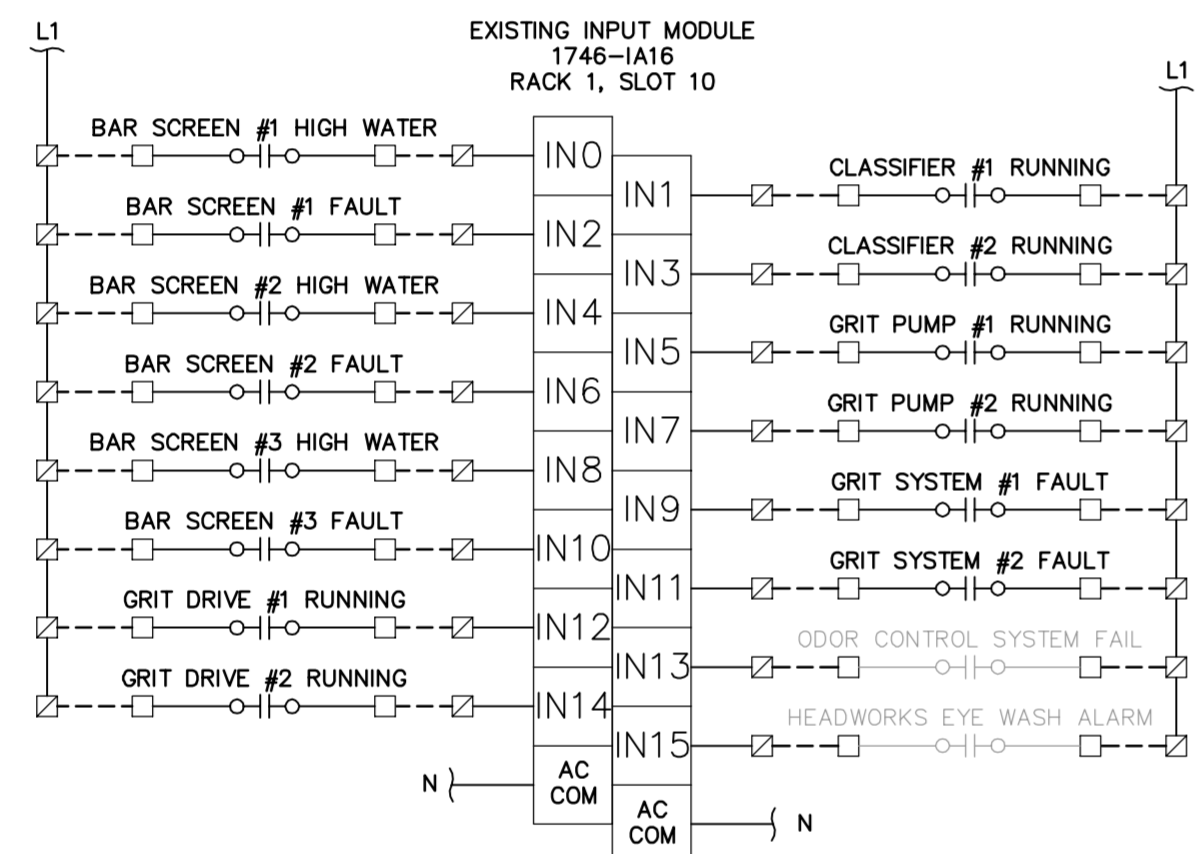 L1
EXISTING INPUT MODULE
1746-IA16
RACK 1, SLOT 10
L1
BAR SCREEN #1 HIGH WATER
IN0
CLASSIFIER #1 RUNNING
IN1
BAR SCREEN #1 FAULT
IN2
CLASSIFIER #2 RUNNING
IN3
BAR SCREEN #2 HIGH WATER
IN4
GRIT PUMP #1 RUNNING
IN5
BAR SCREEN #2 FAULT
IN6
GRIT PUMP #2 RUNNING
IN7
BAR SCREEN #3 HIGH WATER
IN8
GRIT SYSTEM #1 FAULT
IN9
BAR SCREEN #3 FAULT
IN10
GRIT SYSTEM #2 FAULT
IN11
GRIT DRIVE #1 RUNNING
IN12
ODOR CONTROL SYSTEM FAIL
IN13
GRIT DRIVE #2 RUNNING
IN14
HEADWORKS EYE WASH ALARM
IN15
N
AC
COM
AC
COM
N